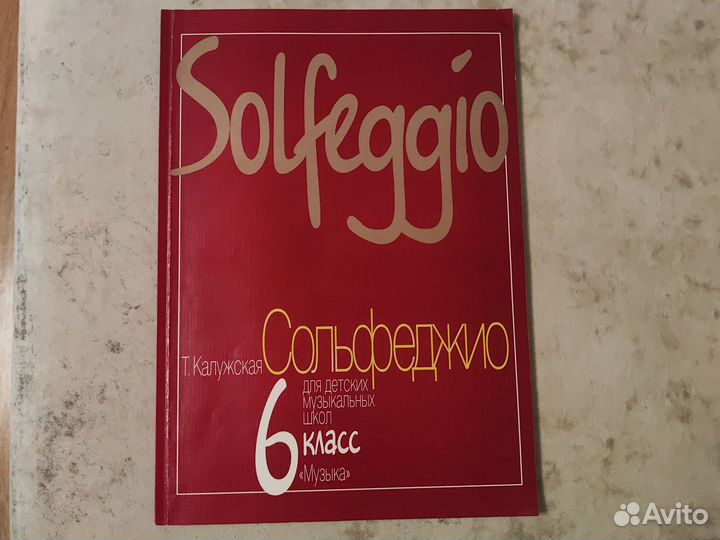 Solfeggio
Т. Калужская Сольфеджио
для детских
музыкальных
школ
6 класс
«Музыка»
Avito